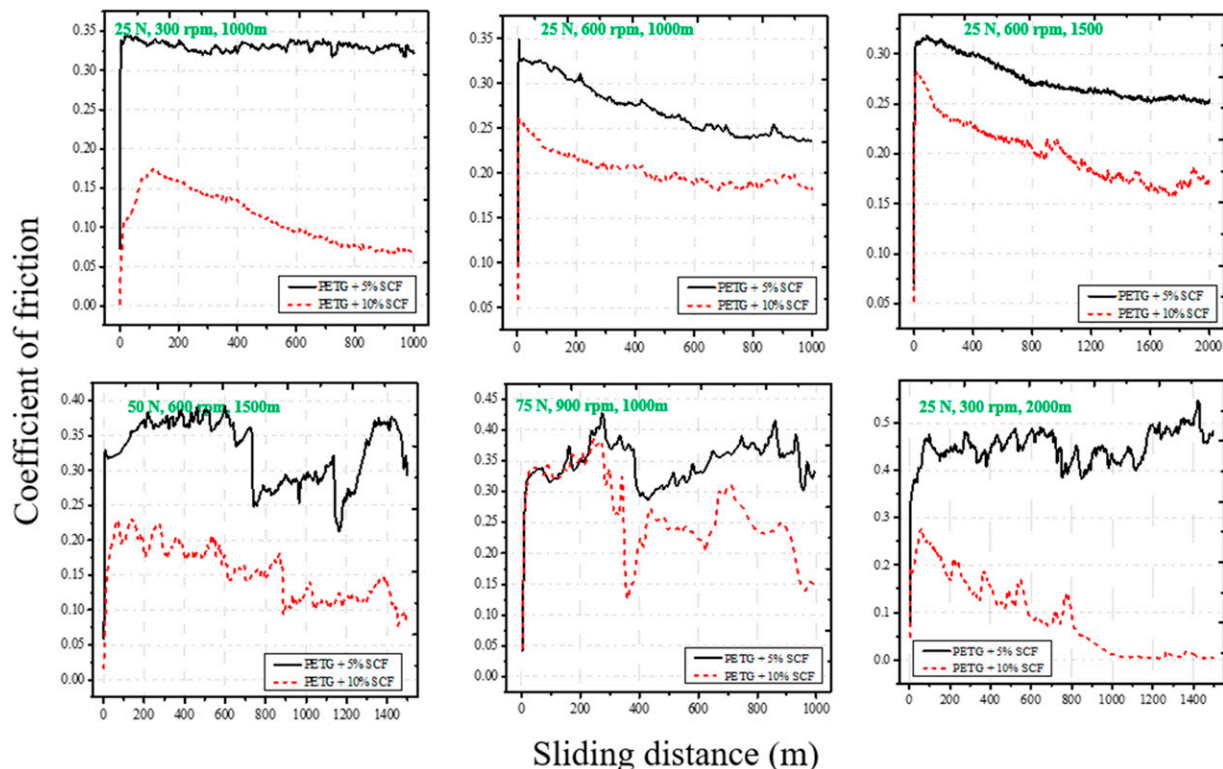 Coefficient of friction
25 N, 300 rpm, 1000m
0.35
0.30
0.25
0.20
0.15
0.10
0.05
0.00
PETG + 5% SCF
PETG + 10% SCF
0 200 400 600 800 1000
25 N, 600 rpm, 1000m
0.35
0.30
0.25
0.20
0.15
0.10
0.05
PETG + 5% SCF
PETG + 10% SCF
0 200 400 600 800 1000
25 N, 600 rpm, 1500
0.30
0.25
0.20
0.15
0.10
0.05
PETG + 5% SCF
PETG + 10% SCF
0 400 800 1200 1600 2000
50 N, 600 rpm, 1500m
0.40
0.35
0.30
0.25
0.20
0.15
0.10
0.05
0.00
PETG + 5% SCF
PETG + 10% SCF
0 200 400 600 800 1000 1200 1400
75 N, 900 rpm, 1000m
0.45
0.40
0.35
0.30
0.25
0.20
0.15
0.10
0.05
0.00
PETG + 5% SCF
PETG + 10% SCF
0 200 400 600 800 1000
25 N, 300 rpm, 2000m
0.5
0.4
0.3
0.2
0.1
0.0
PETG + 5% SCF
PETG + 10% SCF
0 200 400 600 800 1000 1200 1400
Sliding distance (m)